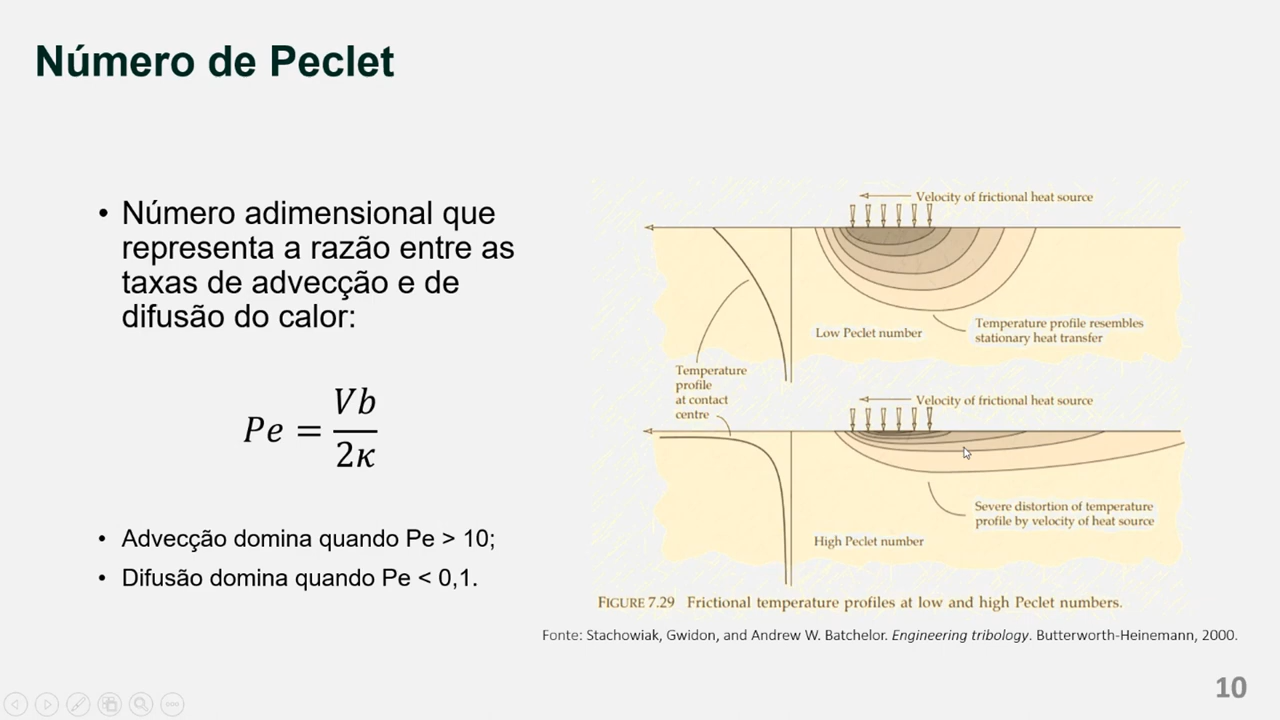 Número de Peclet
• Número adimensional que
representa a razão entre as
taxas de advecção e de
difusão do calor:
Pe = Vb / 2κ
• Advecção domina quando Pe > 10;
• Difusão domina quando Pe < 0,1.
Velocity of frictional heat source
Low Peclet number
Temperature profile resembles
stationary heat transfer
Temperature
profile
at contact
centre
Velocity of frictional heat source
Severe distortion of temperature
profile by velocity of heat source
High Peclet number
FIGURE 7.29 Frictional temperature profiles at low and high Peclet numbers.
Fonte: Stachowiak, Gwidon, and Andrew W. Batchelor. Engineering tribology. Butterworth-Heinemann, 2000.
10